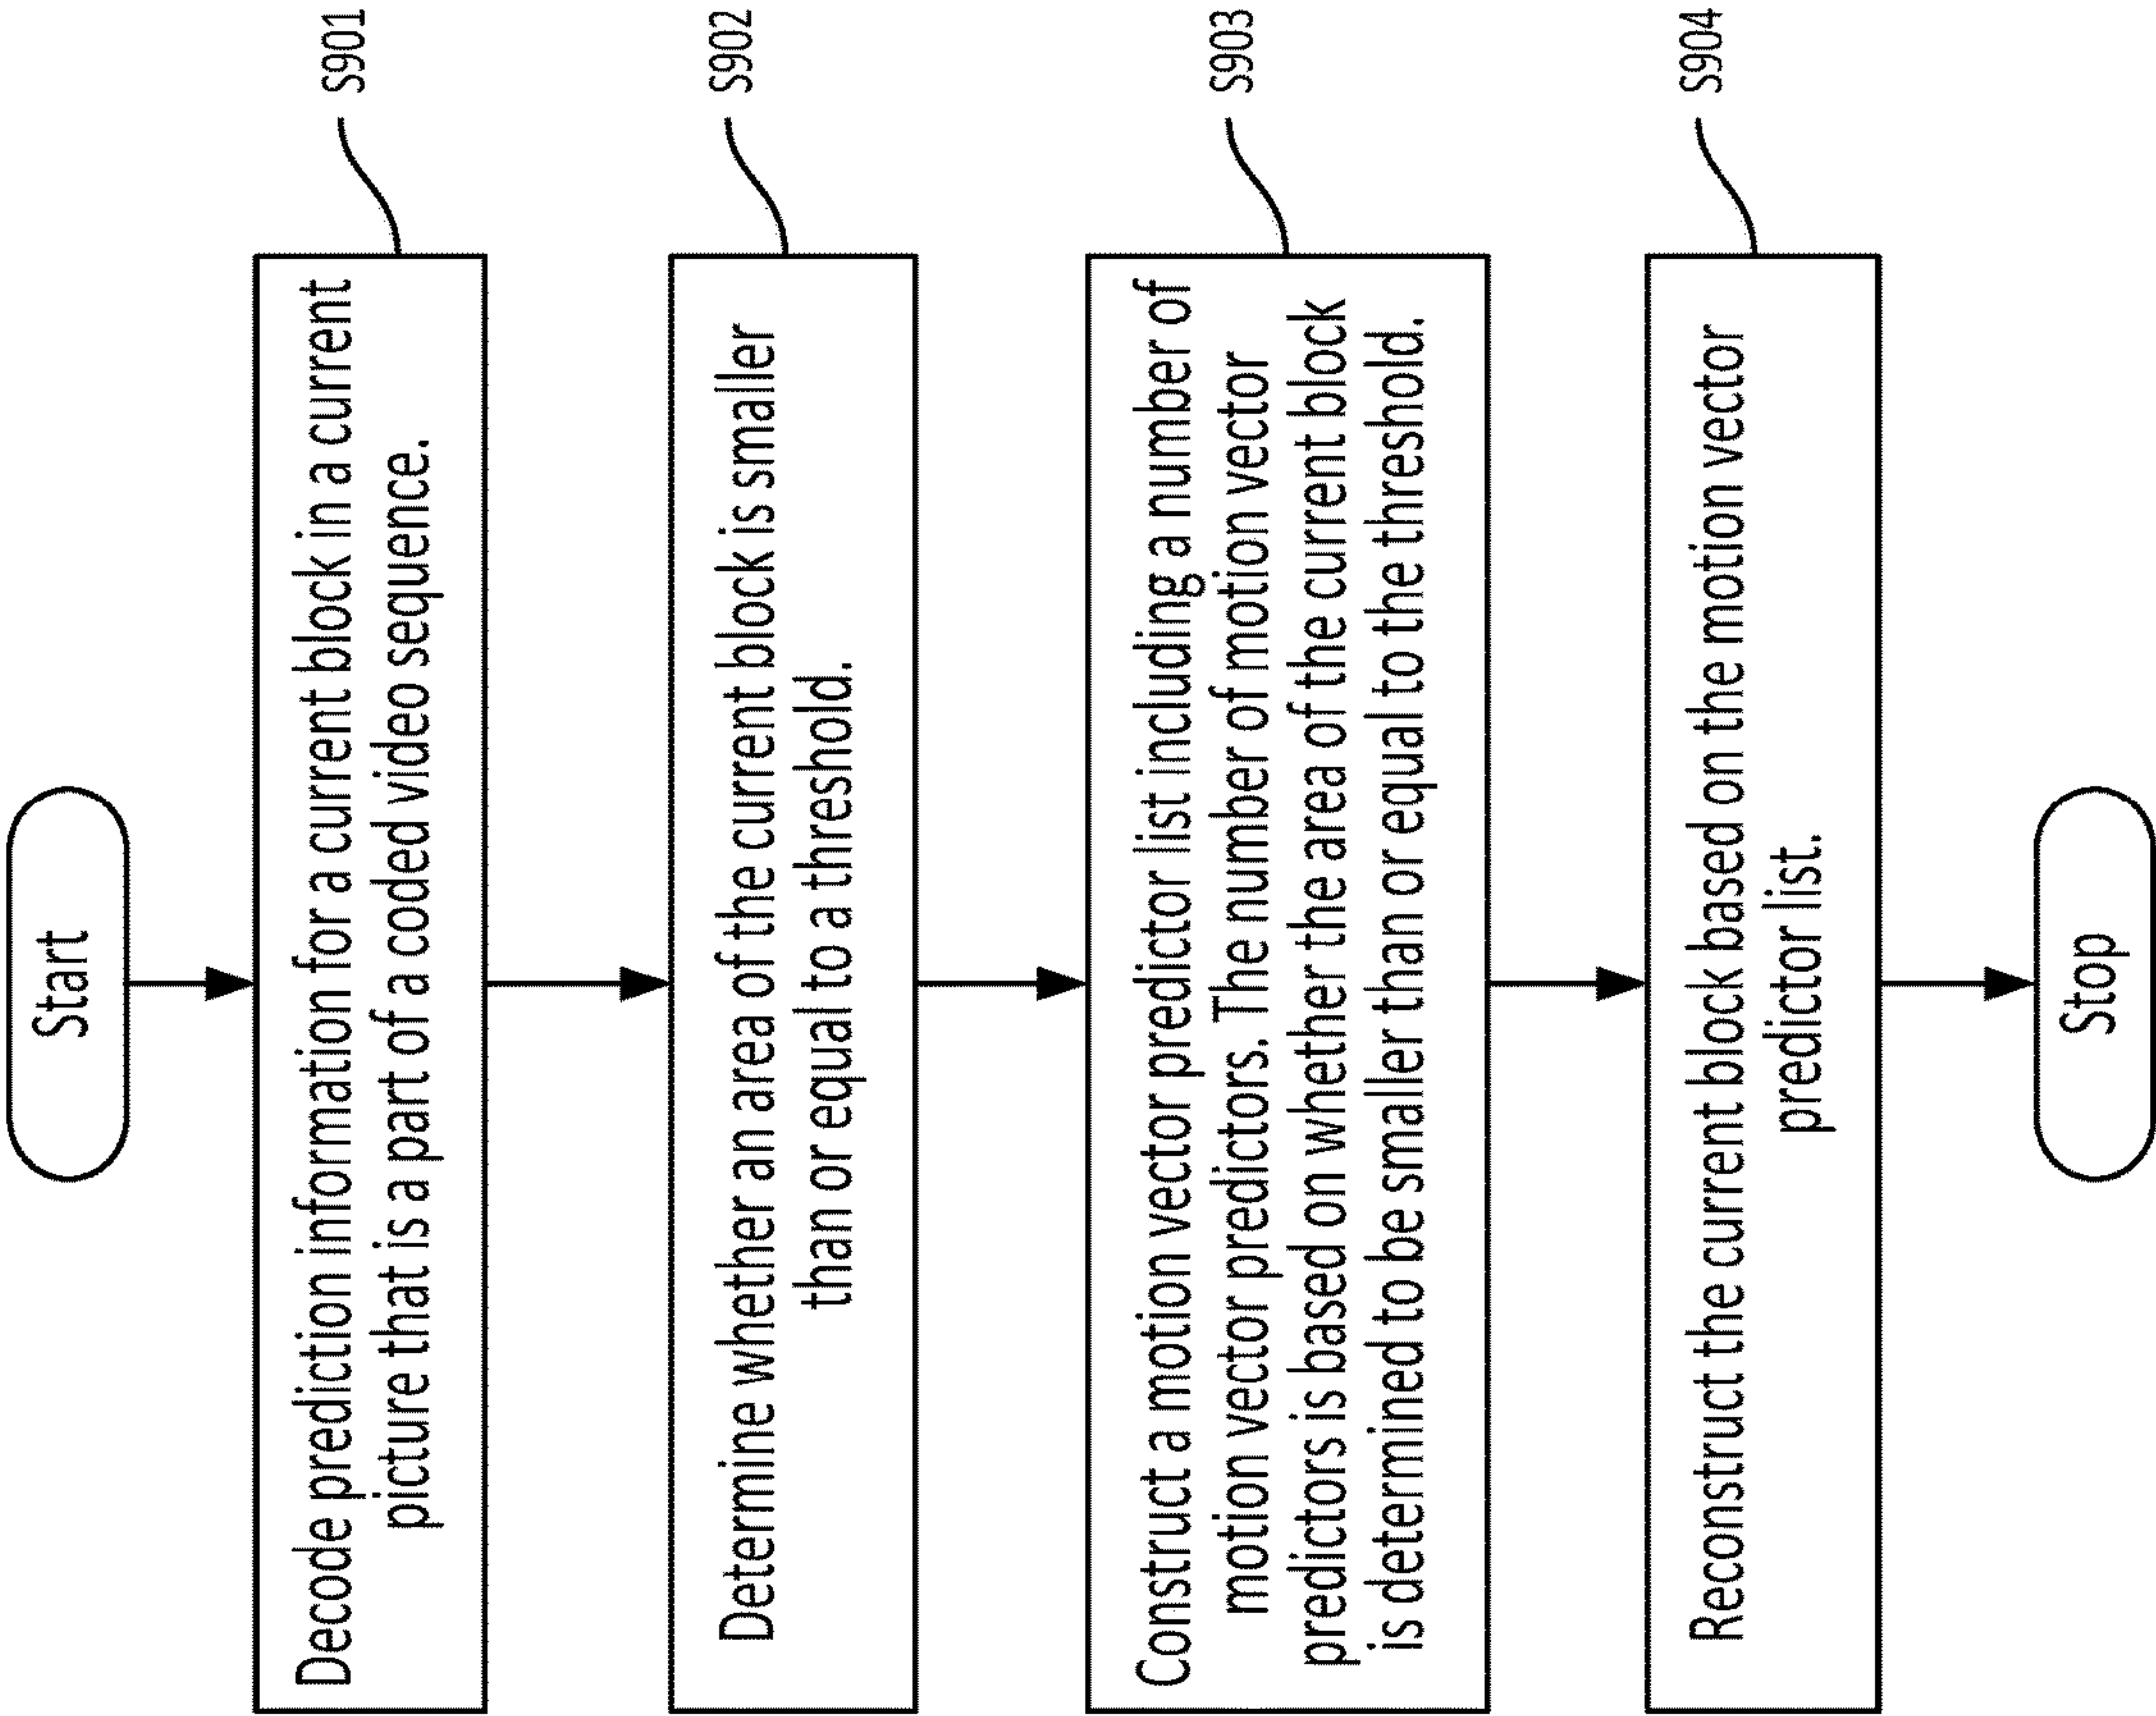 Start
Decode prediction information for a current block in a current
picture that is a part of a coded video sequence.
S901
Determine whether an area of the current block is smaller
than or equal to a threshold.
S902
Construct a motion vector predictor list including a number of
motion vector predictors. The number of motion vector
predictors is based on whether the area of the current block
is determined to be smaller than or equal to the threshold.
S903
Reconstruct the current block based on the motion vector
predictor list.
S904
Stop